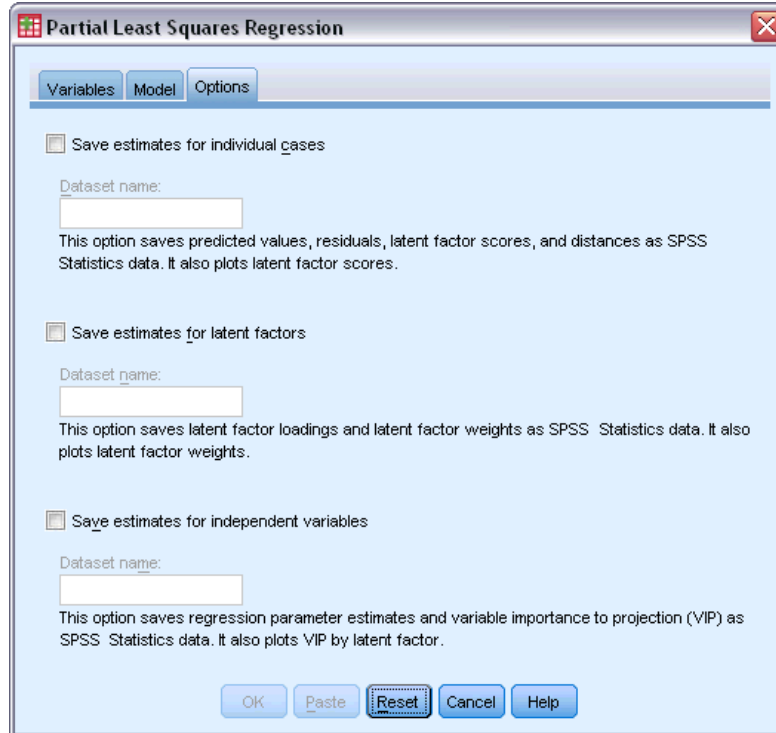 Partial Least Squares Regression
Variables Model Options
Save estimates for individual cases
Dataset name:
This option saves predicted values, residuals, latent factor scores, and distances as SPSS
Statistics data. It also plots latent factor scores.
Save estimates for latent factors
Dataset name:
This option saves latent factor loadings and latent factor weights as SPSS Statistics data. It also
plots latent factor weights.
Save estimates for independent variables
Dataset name:
This option saves regression parameter estimates and variable importance to projection (VIP) as
SPSS Statistics data. It also plots VIP by latent factor.
OK Paste Reset Cancel Help